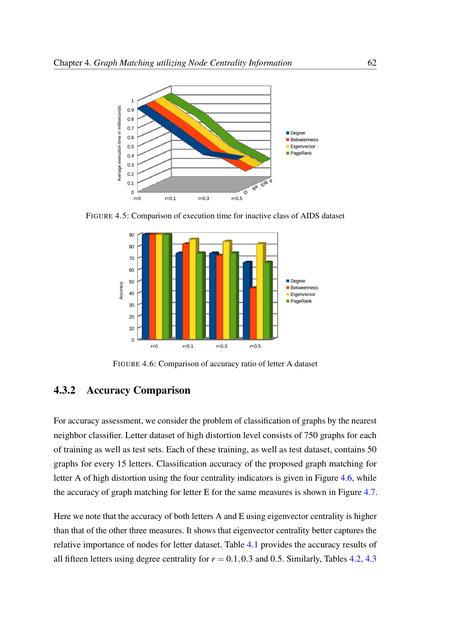 Chapter 4. Graph Matching utilizing Node Centrality Information 62
Average execution time in milliseconds
1
0.9
0.8
0.7
0.6
0.5
0.4
0.3
0.2
0.1
0
r=0 r=0.1 r=0.3 r=0.5
Degree
Betweenness
Eigenvector
PageRank
FIGURE 4.5: Comparison of execution time for inactive class of AIDS dataset
Accuracy
90
80
70
60
50
40
30
20
10
0
r=0 r=0.1 r=0.3 r=0.5
Degree
Betweenness
Eigenvector
PageRank
FIGURE 4.6: Comparison of accuracy ratio of letter A dataset
4.3.2 Accuracy Comparison
For accuracy assessment, we consider the problem of classification of graphs by the nearest
neighbor classifier. Letter dataset of high distortion level consists of 750 graphs for each
of training as well as test sets. Each of these training, as well as test dataset, contains 50
graphs for every 15 letters. Classification accuracy of the proposed graph matching for
letter A of high distortion using the four centrality indicators is given in Figure 4.6, while
the accuracy of graph matching for letter E for the same measures is shown in Figure 4.7.
Here we note that the accuracy of both letters A and E using eigenvector centrality is higher
than that of the other three measures. It shows that eigenvector centrality better captures the
relative importance of nodes for letter dataset. Table 4.1 provides the accuracy results of
all fifteen letters using degree centrality for r = 0.1,0.3 and 0.5. Similarly, Tables 4.2, 4.3